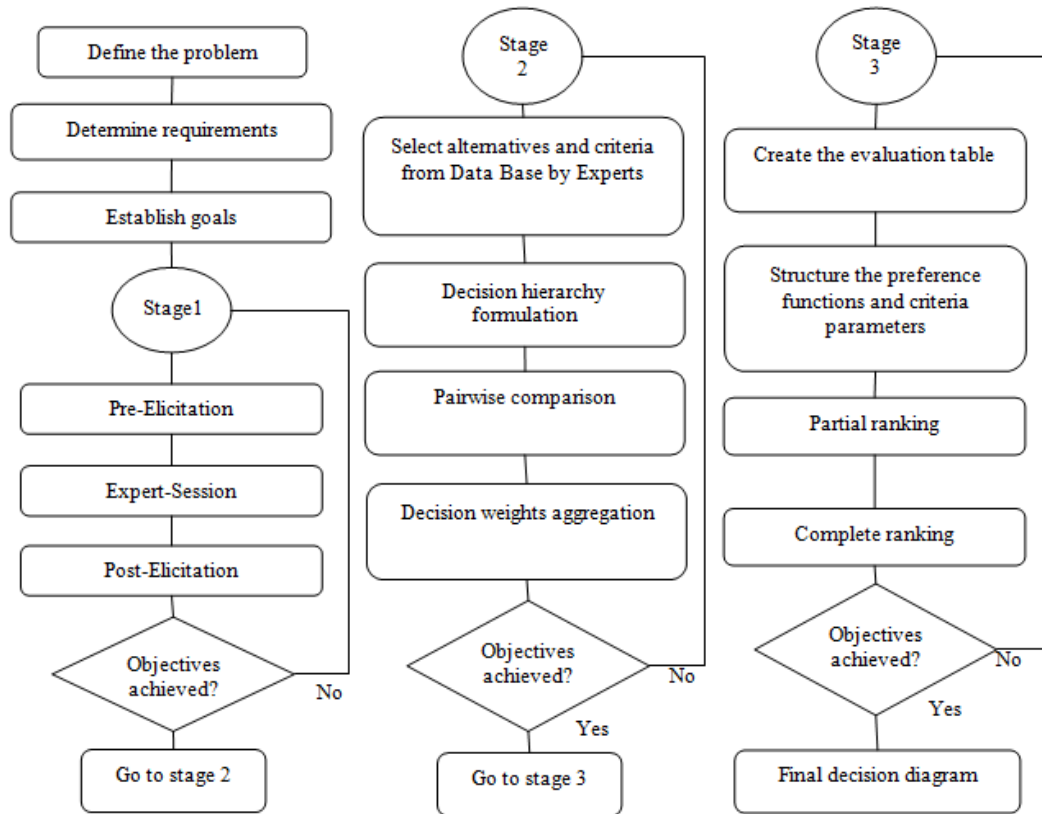 Define the problem
Determine requirements
Establish goals
Stage1
Pre-Elicitation
Expert-Session
Post-Elicitation
Objectives
achieved?
No
Go to stage 2
Stage
2
Select alternatives and criteria
from Data Base by Experts
Decision hierarchy
formulation
Pairwise comparison
Decision weights aggregation
Objectives
achieved?
No
Yes
Go to stage 3
Stage
3
Create the evaluation table
Structure the preference
functions and criteria
parameters
Partial ranking
Complete ranking
Objectives
achieved?
No
Yes
Final decision diagram